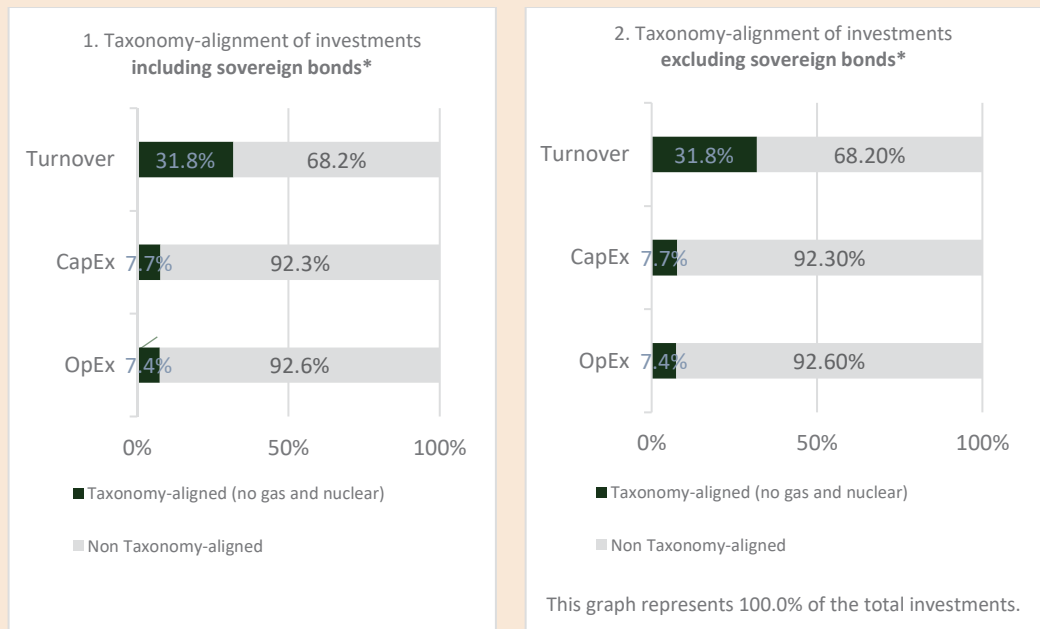 1. Taxonomy-alignment of investments
including sovereign bonds*
Turnover 31.8% 68.2%
CapEx 7.7% 92.3%
OpEx 7.4% 92.6%
0% 50% 100%
Taxonomy-aligned (no gas and nuclear)
Non Taxonomy-aligned
2. Taxonomy-alignment of investments
excluding sovereign bonds*
Turnover 31.8% 68.20%
CapEx 7.7% 92.30%
OpEx 7.4% 92.60%
0% 50% 100%
Taxonomy-aligned (no gas and nuclear)
Non Taxonomy-aligned
This graph represents 100.0% of the total investments.